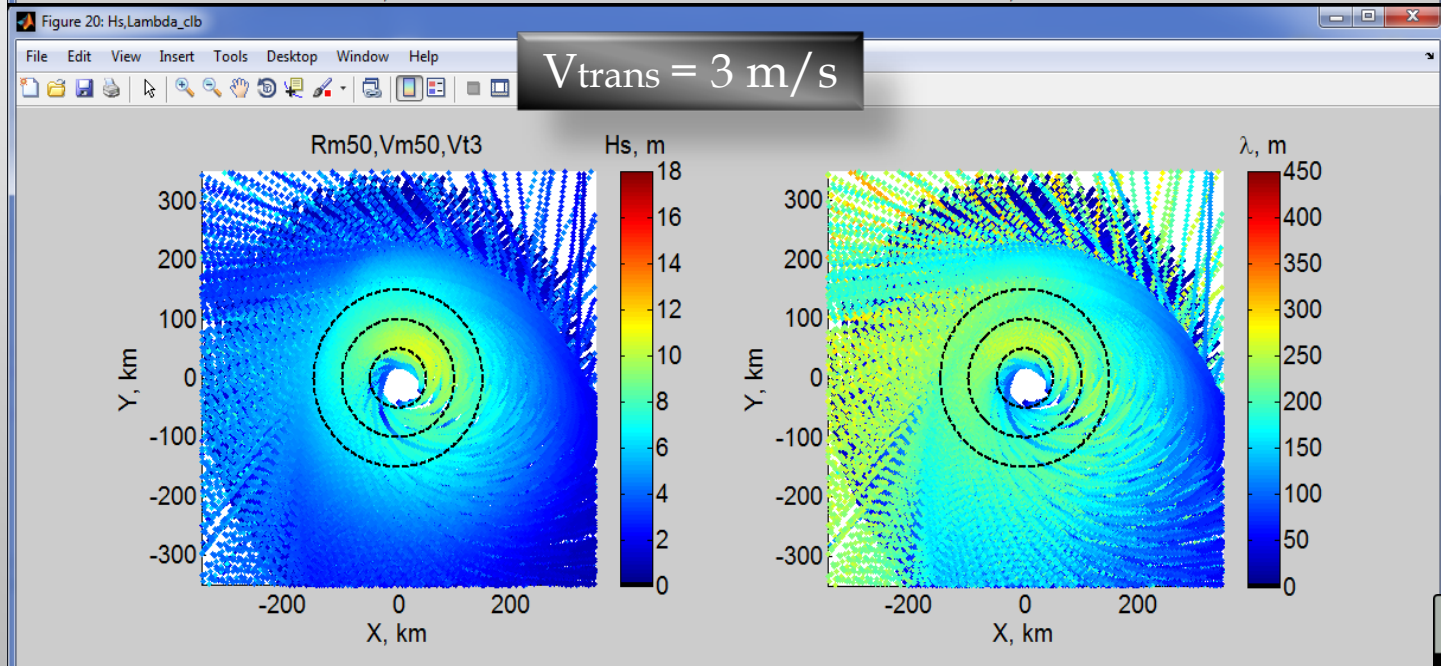 Figure 20: Hs,Lambda_clb
File Edit View Insert Tools Desktop Window Help
Vtrans = 3 m/s
Rm50,Vm50,Vt3
Hs, m
300
200
100
0
-100
-200
-300
Y, km
-200 0 200
X, km
18
16
14
12
10
8
6
4
2
0
λ, m
300
200
100
0
-100
-200
-300
Y, km
-200 0 200
X, km
450
400
350
300
250
200
150
100
50
0